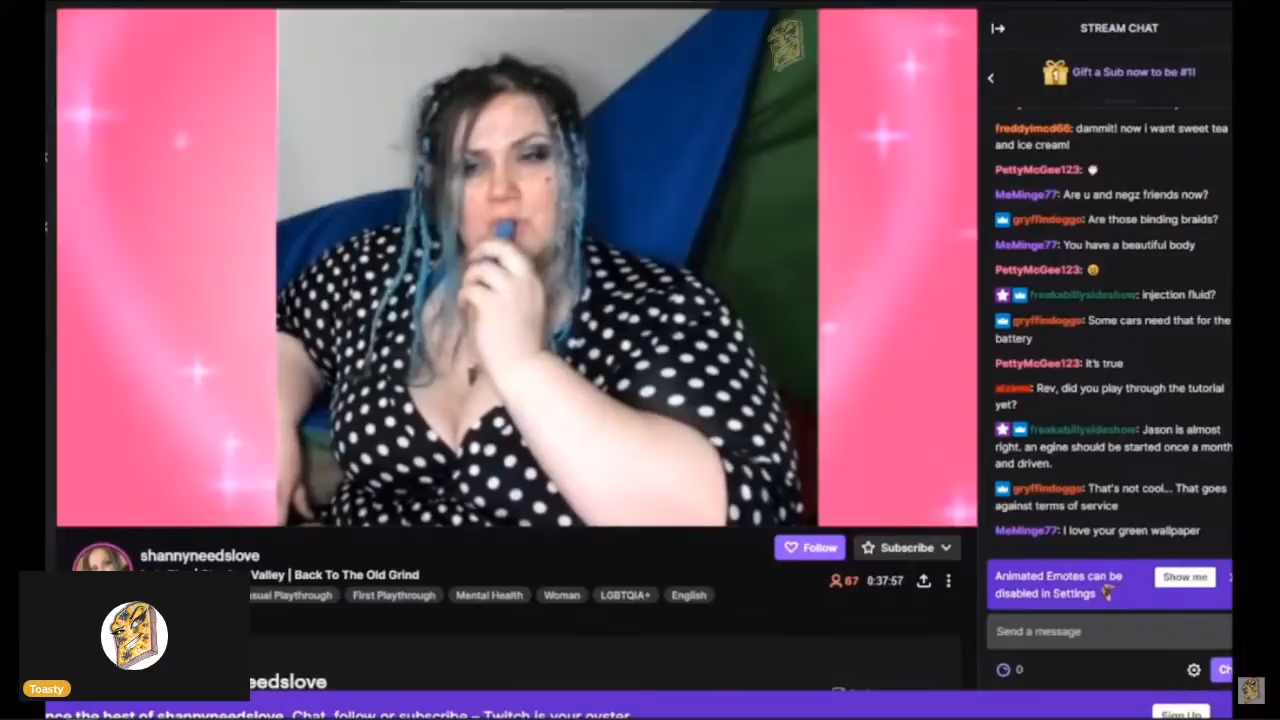 STREAM CHAT
Gift a Sub now to be #1!
1
freddylmcd66: dammit! now i want sweet tea
and ice cream!
PettyMcGee123:
MeMinge77: Are u and negz friends now?
gryffindoggo: Are those binding braids?
MeMinge77: You have a beautiful body
PettyMcGee123:
freakabillysideshow: injection fluid?
gryffindoggo: Some cars need that for the
battery
PettyMcGee123: It's true
Rev, did you play through the tutorial
yet?
freakabillysideshow: Jason is almost
right. an egine should be started once a month
and driven.
gryffindoggo: That's not cool... That goes
against terms of service
MeMinge77: I love your green wallpaper
shannyneedslove
Follow
Subscribe
Valley | Back To The Old Grind
67
0:37:57
sual Playthrough
First Playthrough
Mental Health
Woman
LGBTQIA+
English
Animated Emotes can be
disabled in Settings
Show me
Send a message
0
Ch
Toasty
eedslove
nce the best of shannyneedslove. Chat, follow or subscribe – Twitch is your oyster
Sign Up